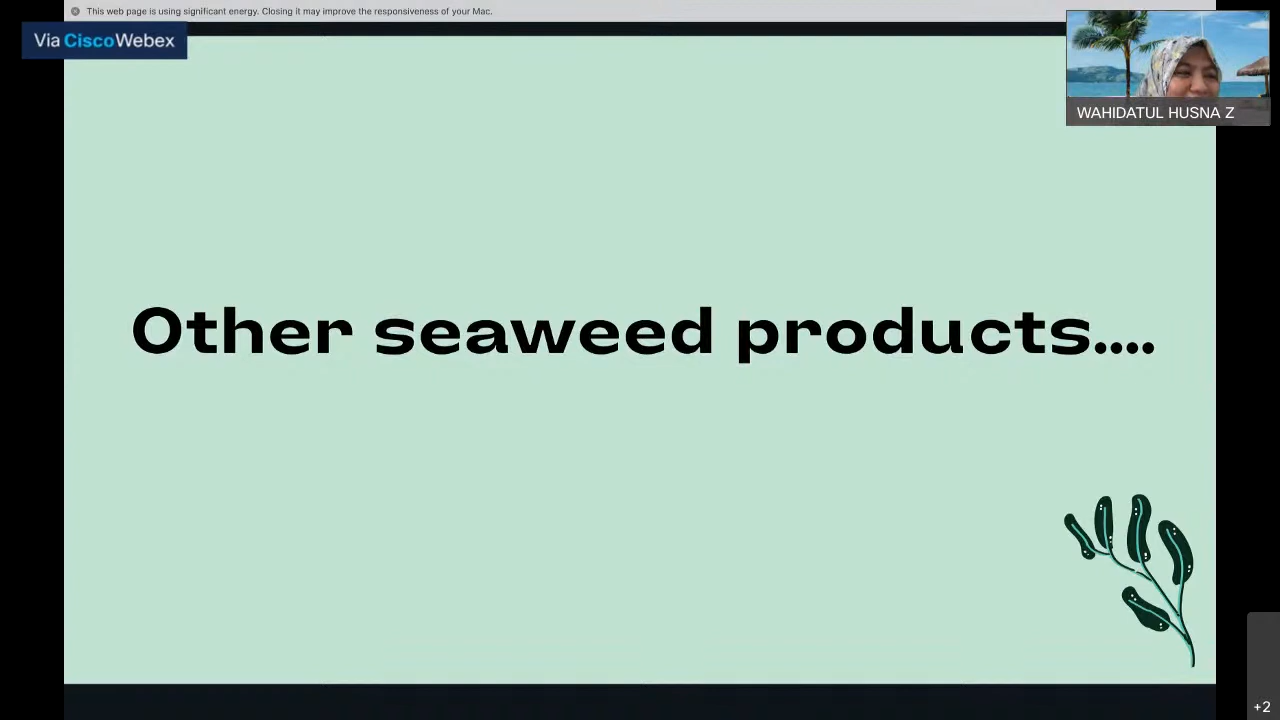 This web page is using significant energy. Closing it may improve the responsiveness of your Mac.
Via CiscoWebex
WAHIDATUL HUSNA Z
Other seaweed products....
+2